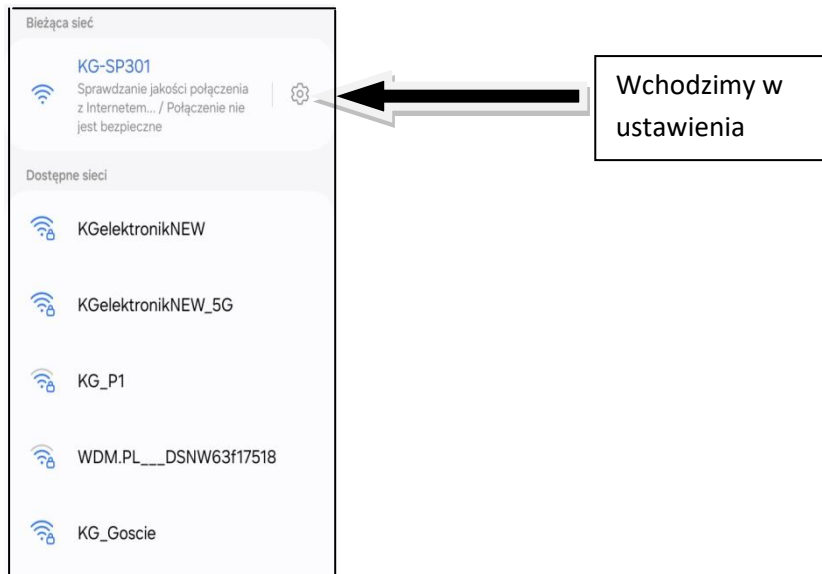 Bieżąca sieć
KG-SP301
Sprawdzanie jakości połączenia
z Internetem... / Połączenie nie
jest bezpieczne
Wchodzimy w
ustawienia
Dostępne sieci
KGelektronikNEW
KGelektronikNEW_5G
KG_P1
WDM.PL___DSNW63f17518
KG_Goscie